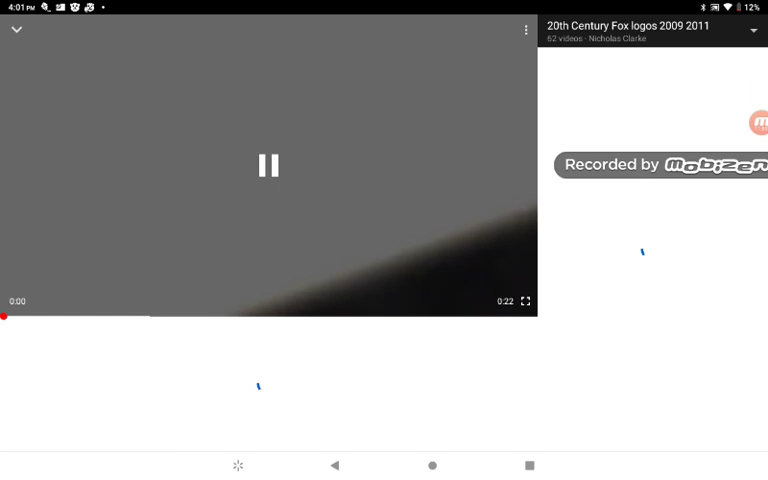 4:01 PM
12%
20th Century Fox logos 2009 2011
62 videos · Nicholas Clarke
Recorded by mobizen
0:00
0:22